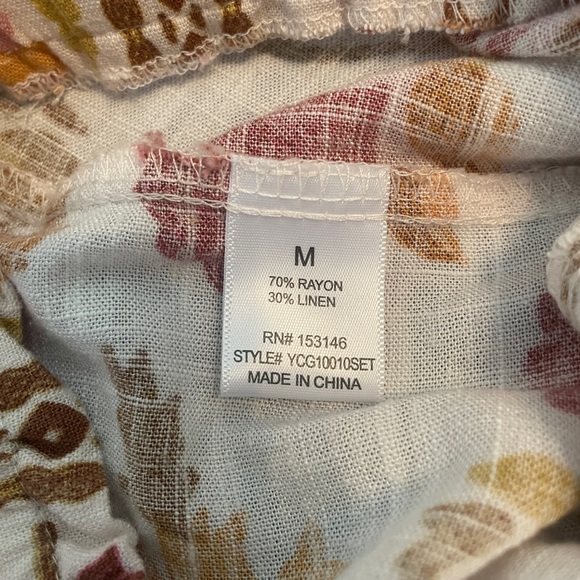 M
70% RAYON
30% LINEN
RN# 153146
STYLE# YCG10010SET
MADE IN CHINA